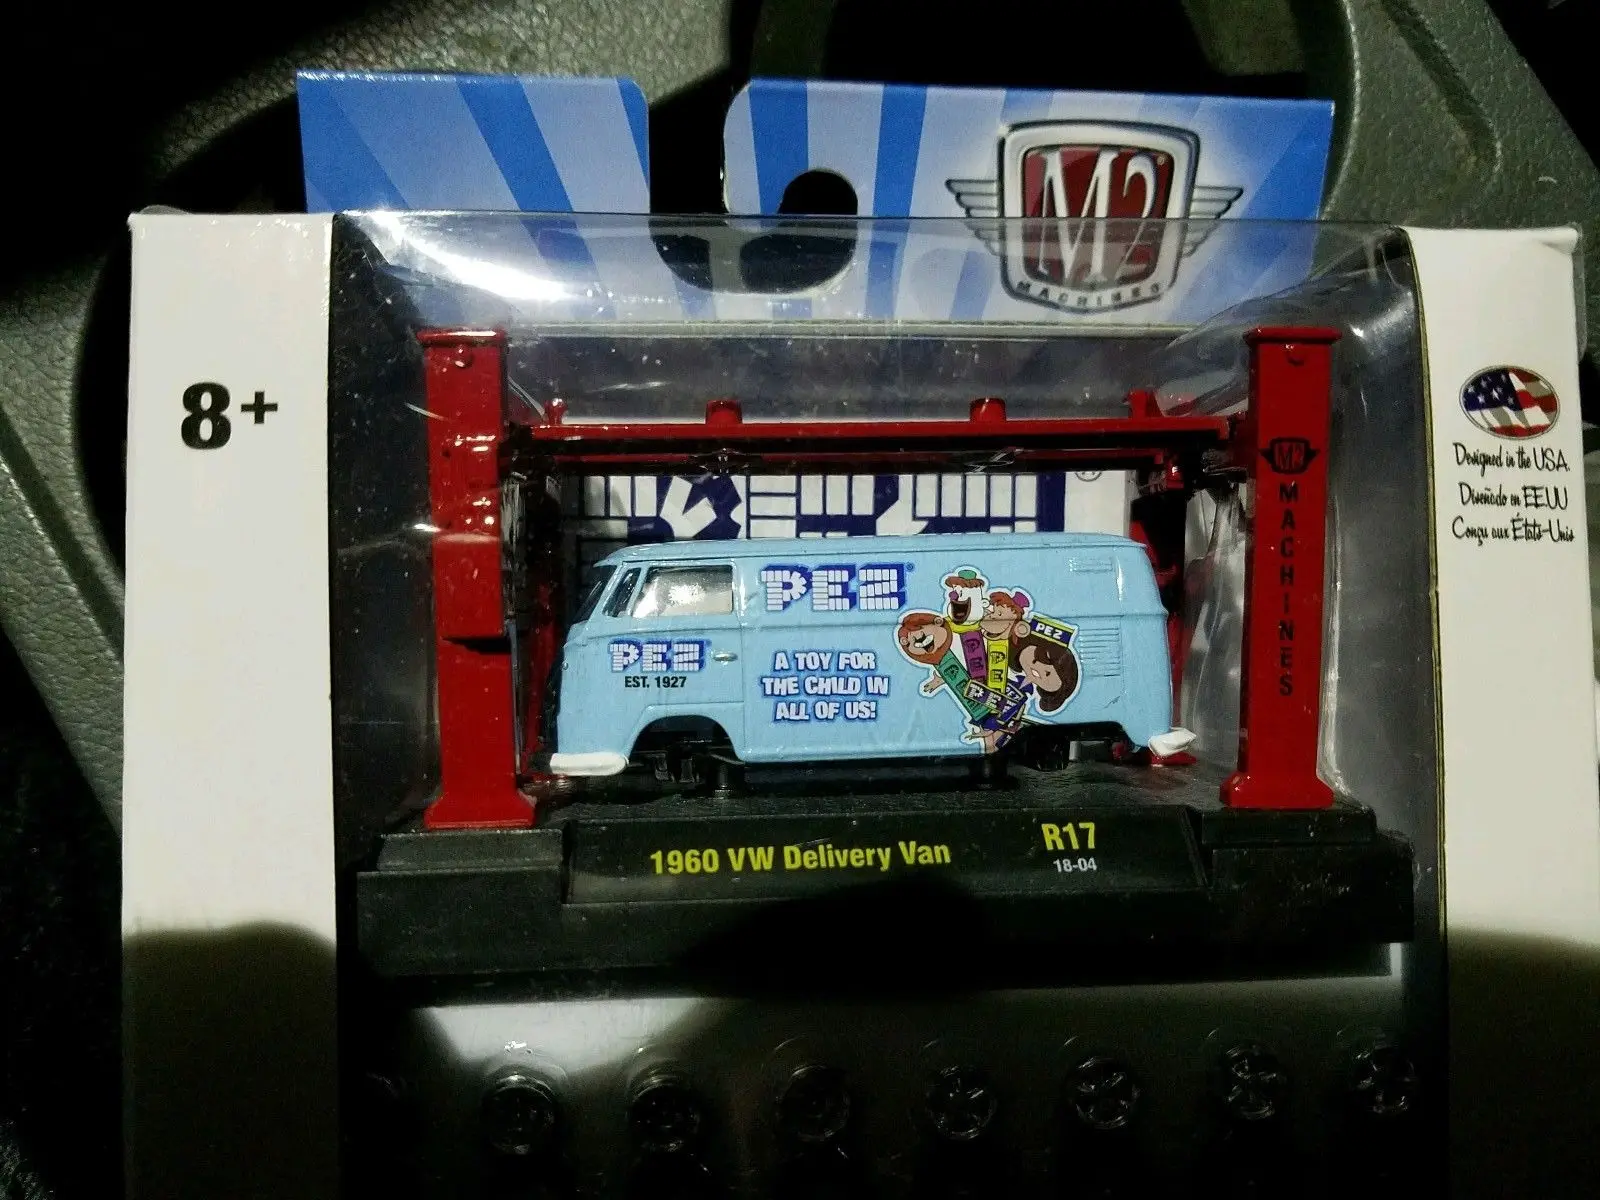 M2
MACHINES
8+
Designed in the USA.
Diseñado en EEUU
Conçu aux États-Unis
M2
MACHINES
PEZ®
PEZ
EST. 1927
A TOY FOR
THE CHILD IN
ALL OF US!
PEZ
PEZ
PEZ
1960 VW Delivery Van
R17
18-04